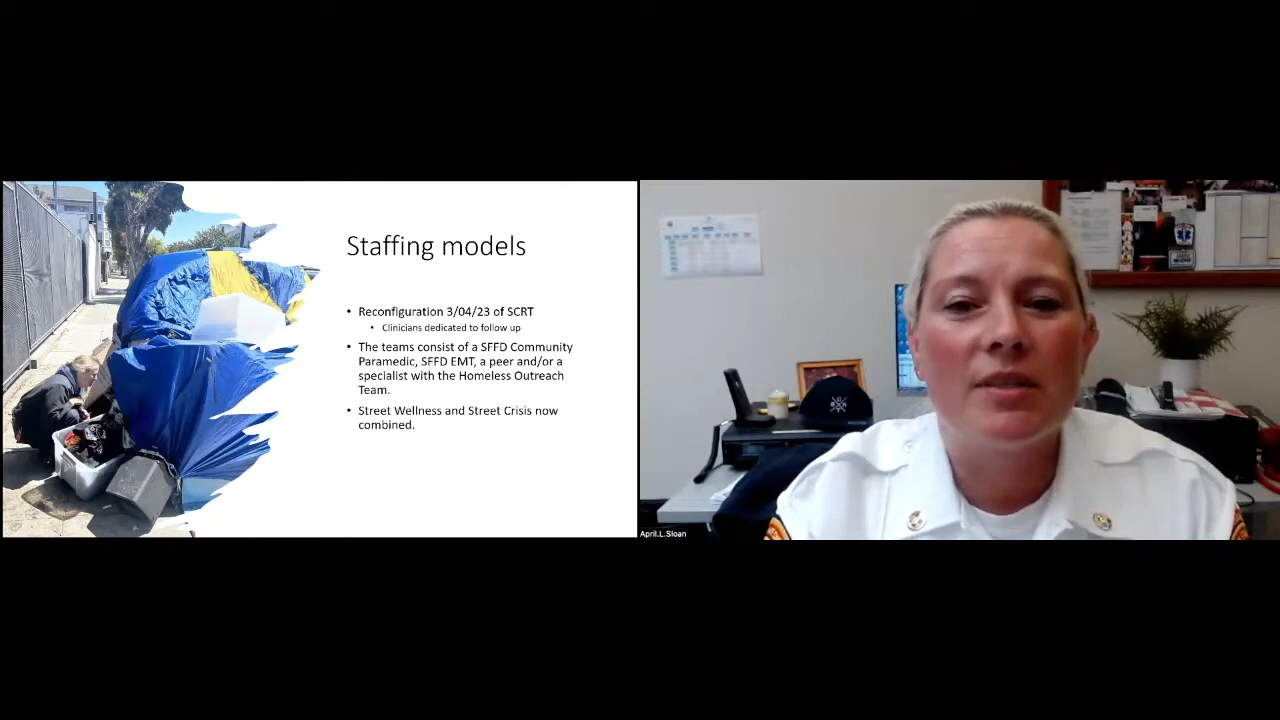 Staffing models
• Reconfiguration 3/04/23 of SCRT
• Clinicians dedicated to follow up
• The teams consist of a SFFD Community
Paramedic, SFFD EMT, a peer and/or a
specialist with the Homeless Outreach
Team.
• Street Wellness and Street Crisis now
combined.
April.L.Sloan